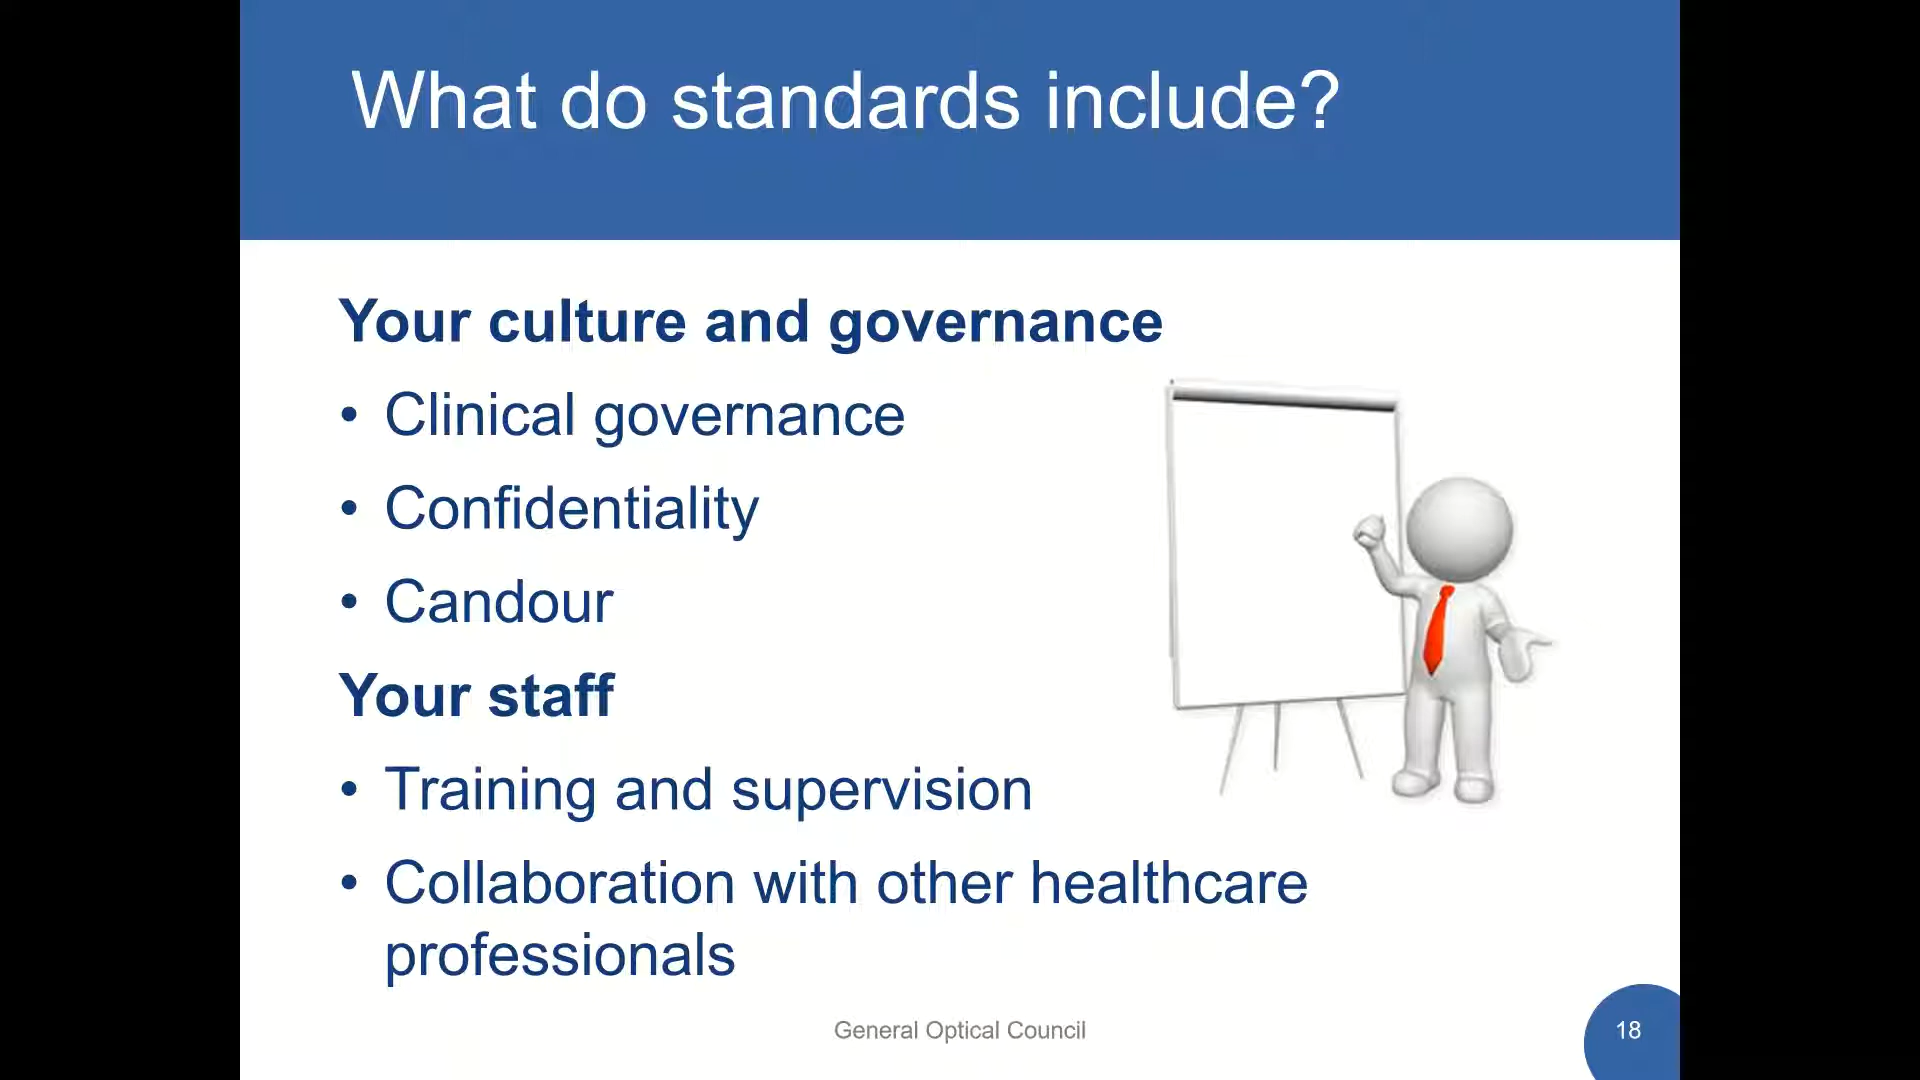 What do standards include?
Your culture and governance
• Clinical governance
• Confidentiality
• Candour
Your staff
• Training and supervision
• Collaboration with other healthcare
professionals
General Optical Council
18